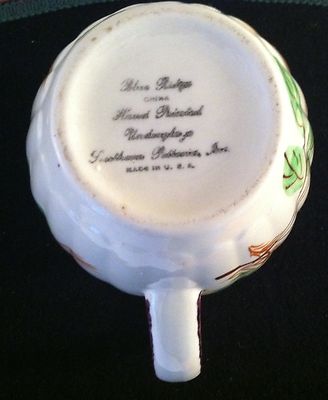 Blue Ridge
CHINA
Hand Painted
Underglaze
Southern Potteries, Inc.
MADE IN U.S.A.